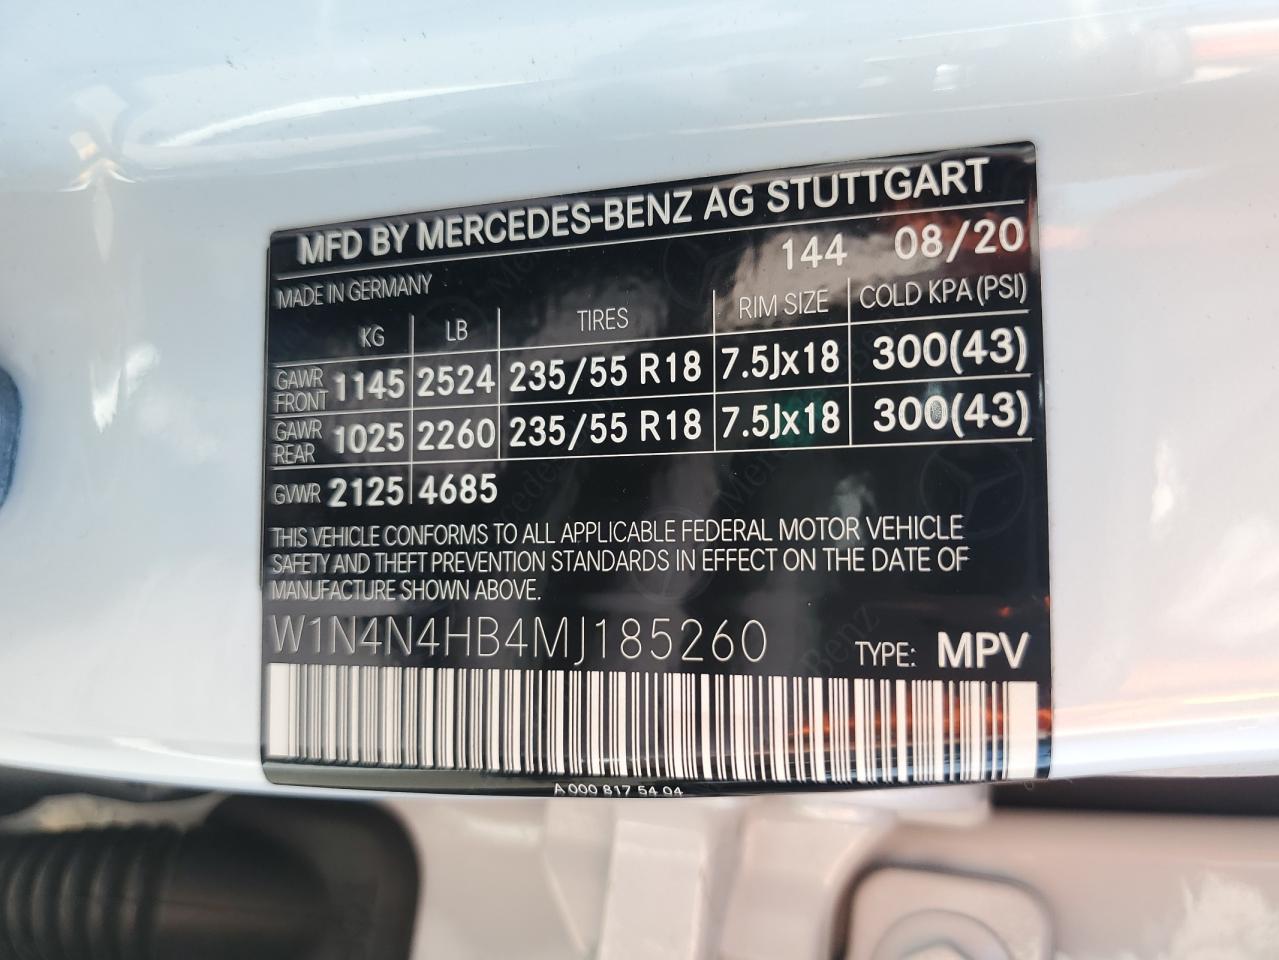 MFD BY MERCEDES-BENZ AG STUTTGART
144 08/20
MADE IN GERMANY
KG LB TIRES RIM SIZE COLD KPA (PSI)
GAWR FRONT 1145 2524 235/55 R18 7.5Jx18 300(43)
GAWR REAR 1025 2260 235/55 R18 7.5Jx18 300(43)
GVWR 2125 4685
THIS VEHICLE CONFORMS TO ALL APPLICABLE FEDERAL MOTOR VEHICLE
SAFETY AND THEFT PREVENTION STANDARDS IN EFFECT ON THE DATE OF
MANUFACTURE SHOWN ABOVE.
W1N4N4HB4MJ185260 TYPE: MPV
A 000 817 54 04